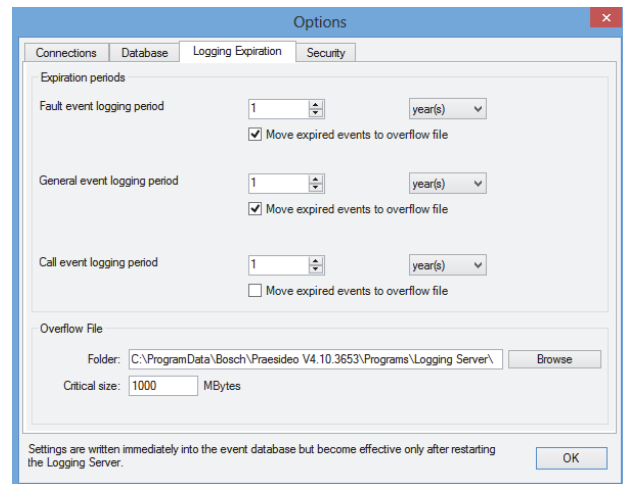 Options
Connections Database Logging Expiration Security
Expiration periods
Fault event logging period 1 year(s)
Move expired events to overflow file
General event logging period 1 year(s)
Move expired events to overflow file
Call event logging period 1 year(s)
Move expired events to overflow file
Overflow File
Folder: C:\ProgramData\Bosch\Praesideo V4.10.3653\Programs\Logging Server\ Browse
Critical size: 1000 MBytes
Settings are written immediately into the event database but become effective only after restarting
the Logging Server.
OK